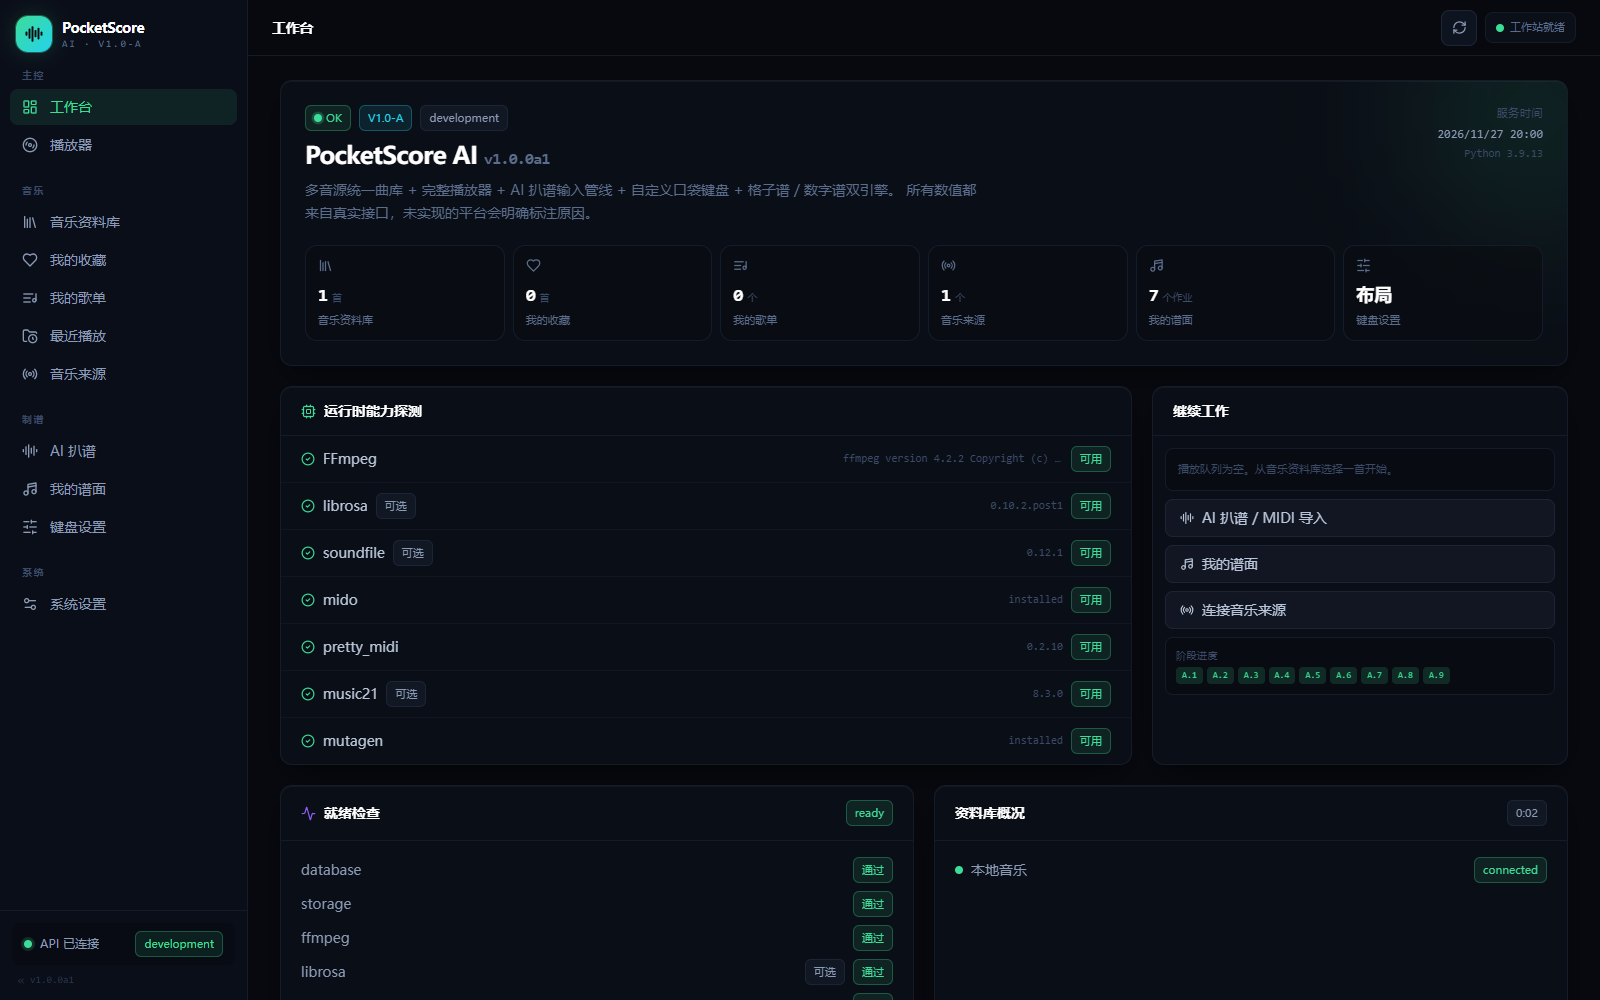 PocketScore
AI · V1.0-A
主控
工作台
播放器
音乐
音乐资料库
我的收藏
我的歌单
最近播放
音乐来源
制谱
AI 扒谱
我的谱面
键盘设置
系统
系统设置
API 已连接
development
« v1.0.0a1
工作台
工作站就绪
OK
V1.0-A
development
PocketScore AI v1.0.0a1
多音源统一曲库 + 完整播放器 + AI 扒谱输入管线 + 自定义口袋键盘 + 格子谱 / 数字谱双引擎。 所有数值都
来自真实接口，未实现的平台会明确标注原因。
服务时间
2026/11/27 20:00
Python 3.9.13
1 首
音乐资料库
0 首
我的收藏
0 个
我的歌单
1 个
音乐来源
7 个作业
我的谱面
布局
键盘设置
运行时能力探测
FFmpeg
ffmpeg version 4.2.2 Copyright (c) …
可用
librosa
可选
0.10.2.post1
可用
soundfile
可选
0.12.1
可用
mido
installed
可用
pretty_midi
0.2.10
可用
music21
可选
8.3.0
可用
mutagen
installed
可用
继续工作
播放队列为空。从音乐资料库选择一首开始。
AI 扒谱 / MIDI 导入
我的谱面
连接音乐来源
阶段进度
A.1 A.2 A.3 A.4 A.5 A.6 A.7 A.8 A.9
就绪检查
ready
database
通过
storage
通过
ffmpeg
通过
librosa
可选
通过
资料库概况
0:02
本地音乐
connected